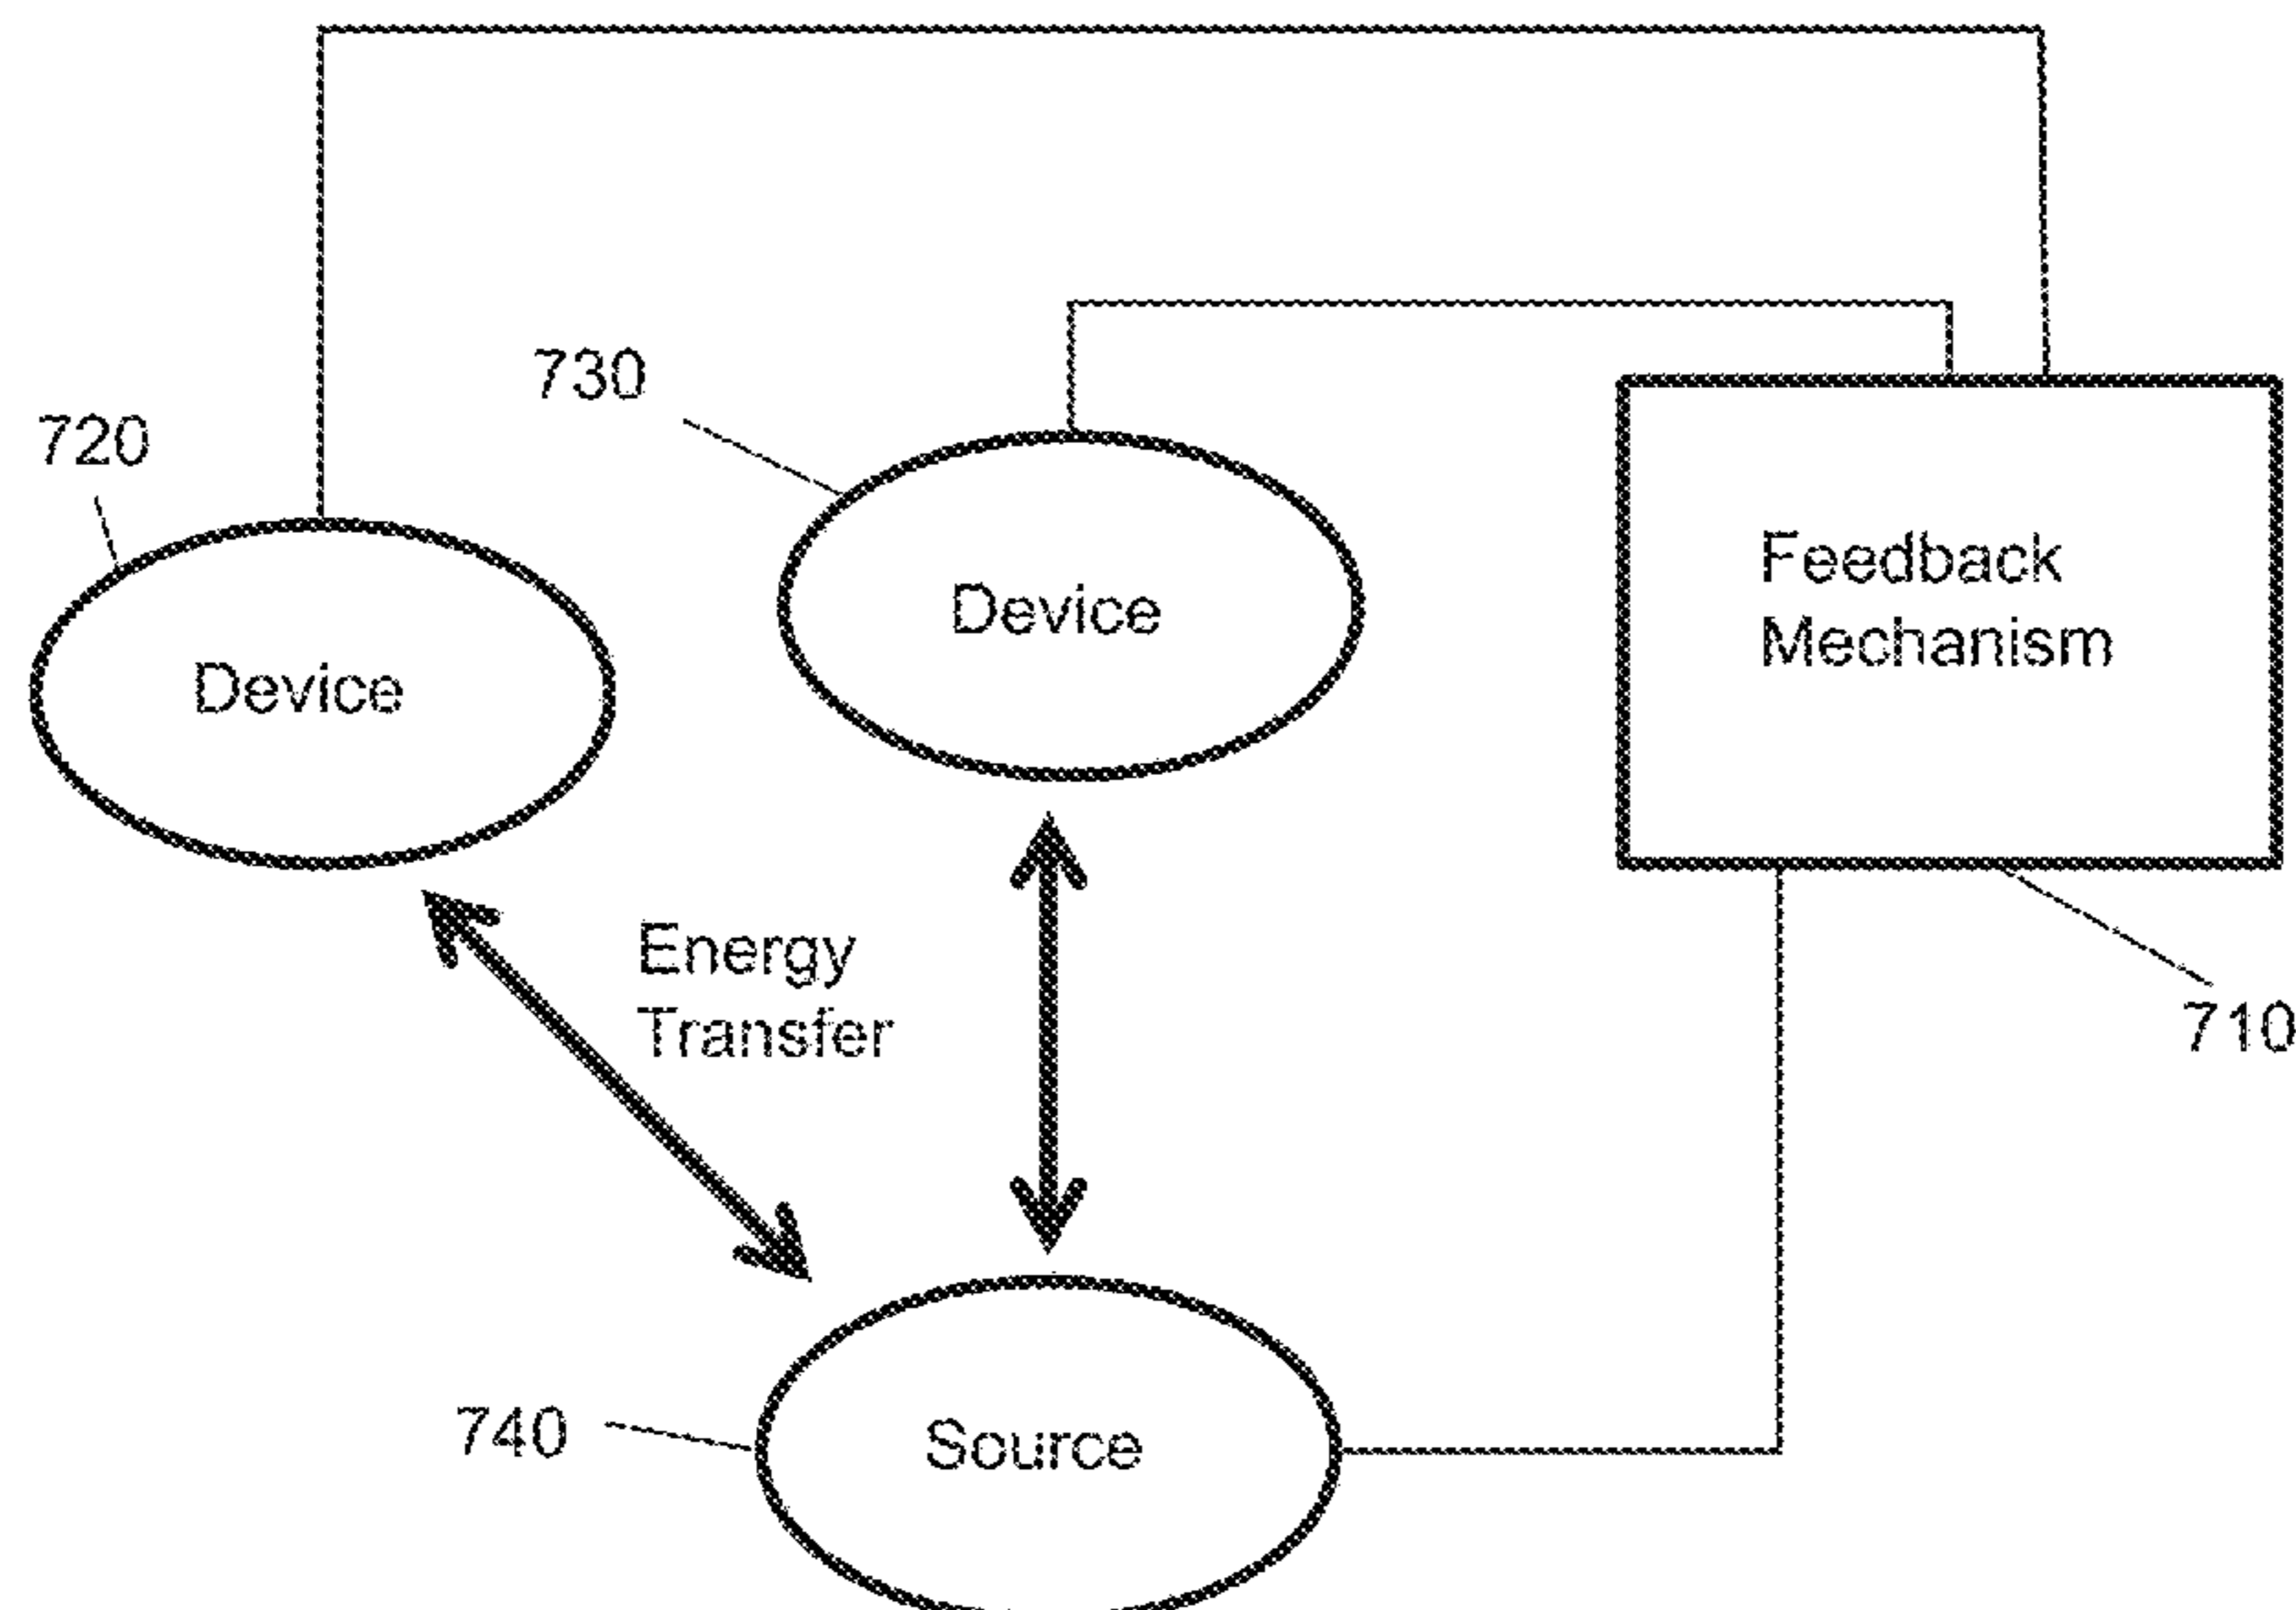 730
720
Device
Device
Feedback
Mechanism
Energy
Transfer
710
740
Source